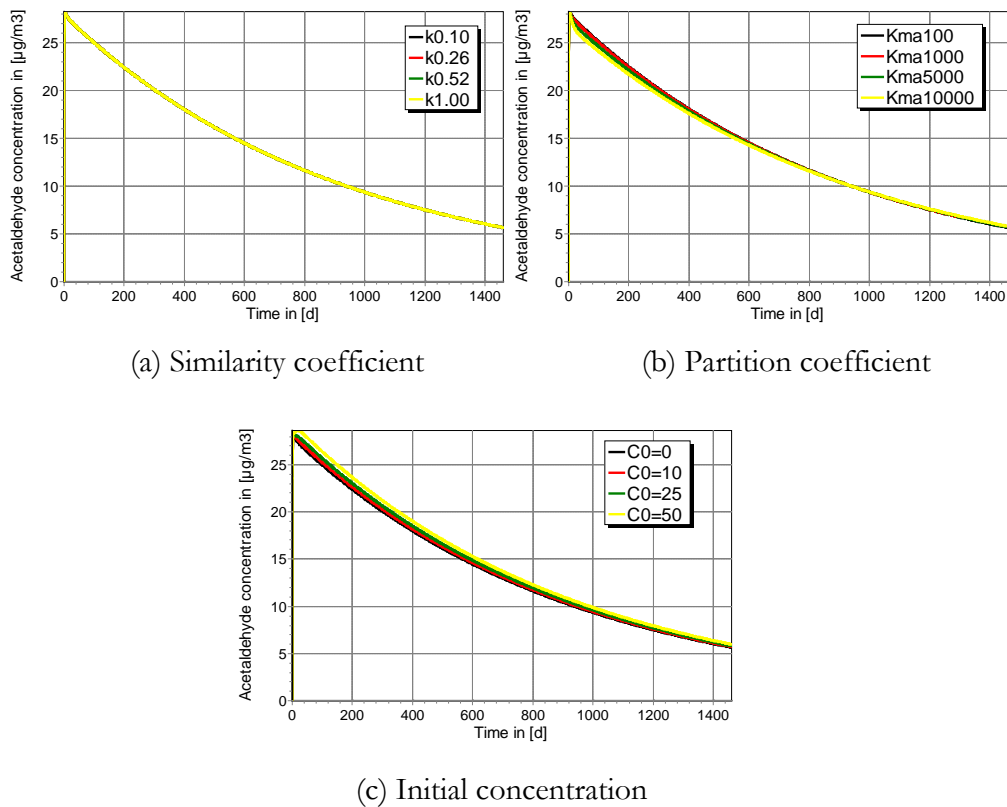 Acetaldehyde concentration in [µg/m3]
25
20
15
10
5
0
k0.10
k0.26
k0.52
k1.00
0 200 400 600 800 1000 1200 1400
Time in [d]
(a) Similarity coefficient
Acetaldehyde concentration in [µg/m3]
25
20
15
10
5
0
Kma100
Kma1000
Kma5000
Kma10000
0 200 400 600 800 1000 1200 1400
Time in [d]
(b) Partition coefficient
Acetaldehyde concentration in [µg/m3]
25
20
15
10
5
0
C0=0
C0=10
C0=25
C0=50
0 200 400 600 800 1000 1200 1400
Time in [d]
(c) Initial concentration